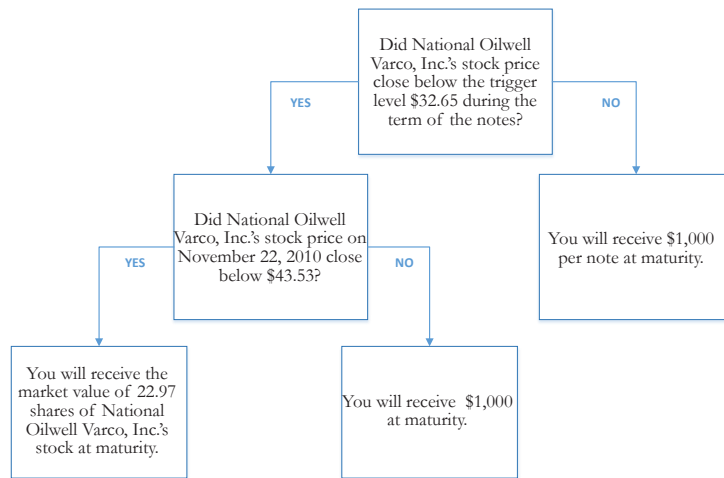 Did National Oilwell
Varco, Inc.'s stock price
close below the trigger
level $32.65 during the
term of the notes?
YES
NO
Did National Oilwell
Varco, Inc.'s stock price on
November 22, 2010 close
below $43.53?
You will receive $1,000
per note at maturity.
YES
NO
You will receive the
market value of 22.97
shares of National
Oilwell Varco, Inc.'s
stock at maturity.
You will receive $1,000
at maturity.